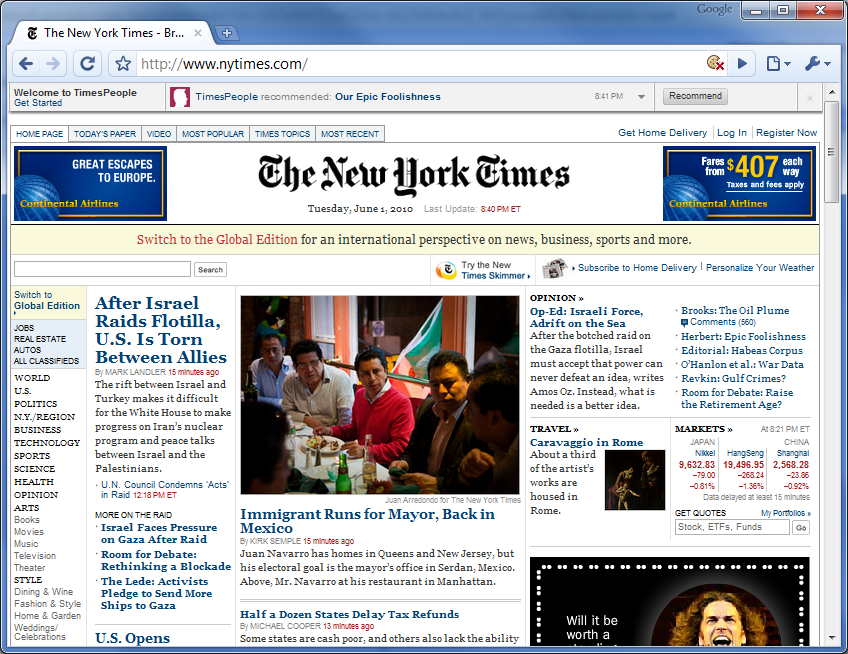 Google
The New York Times - Br...
http://www.nytimes.com/
Welcome to TimesPeople
Get Started
TimesPeople recommended: Our Epic Foolishness
8:41 PM
Recommend
HOME PAGE
TODAY'S PAPER
VIDEO
MOST POPULAR
TIMES TOPICS
MOST RECENT
Get Home Delivery
Log In
Register Now
GREAT ESCAPES
TO EUROPE.
Continental Airlines
The New York Times
Tuesday, June 1, 2010 Last Update: 8:40 PM ET
Fares from $407 each way
Taxes and fees apply
Continental Airlines
Switch to the Global Edition for an international perspective on news, business, sports and more.
Search
Try the New
Times Skimmer
Subscribe to Home Delivery
Personalize Your Weather
Switch to
Global Edition
JOBS
REAL ESTATE
AUTOS
ALL CLASSIFIEDS
WORLD
U.S.
POLITICS
N.Y./REGION
BUSINESS
TECHNOLOGY
SPORTS
SCIENCE
HEALTH
OPINION
ARTS
Books
Movies
Music
Television
Theater
STYLE
Dining & Wine
Fashion & Style
Home & Garden
Weddings/
Celebrations
After Israel
Raids Flotilla,
U.S. Is Torn
Between Allies
By MARK LANDLER 15 minutes ago
The rift between Israel and
Turkey makes it difficult
for the White House to make
progress on Iran's nuclear
program and peace talks
between Israel and the
Palestinians.
U.N. Council Condemns 'Acts'
in Raid 12:18 PM ET
MORE ON THE RAID
Israel Faces Pressure
on Gaza After Raid
Room for Debate:
Rethinking a Blockade
The Lede: Activists
Pledge to Send More
Ships to Gaza
U.S. Opens
Juan Arredondo for The New York Times
Immigrant Runs for Mayor, Back in
Mexico
By KIRK SEMPLE 15 minutes ago
Juan Navarro has homes in Queens and New Jersey, but
his electoral goal is the mayor's office in Serdan, Mexico.
Above, Mr. Navarro at his restaurant in Manhattan.
Half a Dozen States Delay Tax Refunds
By MICHAEL COOPER 13 minutes ago
Some states are cash poor, and others also lack the ability
OPINION »
Op-Ed: Israeli Force,
Adrift on the Sea
After the botched raid on
the Gaza flotilla, Israel
must accept that power can
never defeat an idea, writes
Amos Oz. Instead, what is
needed is a better idea.
Brooks: The Oil Plume
Comments (560)
Herbert: Epic Foolishness
Editorial: Habeas Corpus
O'Hanlon et al.: War Data
Revkin: Gulf Crimes?
Room for Debate: Raise
the Retirement Age?
TRAVEL »
Caravaggio in Rome
About a third
of the artist's
works are
housed in
Rome.
MARKETS » At 8:21 PM ET
JAPAN CHINA
Nikkei HangSeng Shanghai
9,632.83 19,496.95 2,568.28
–79.00 –268.24 –23.86
–0.81% –1.36% –0.92%
Data delayed at least 15 minutes
GET QUOTES My Portfolios »
Stock, ETFs, Funds Go
Will it be
worth a